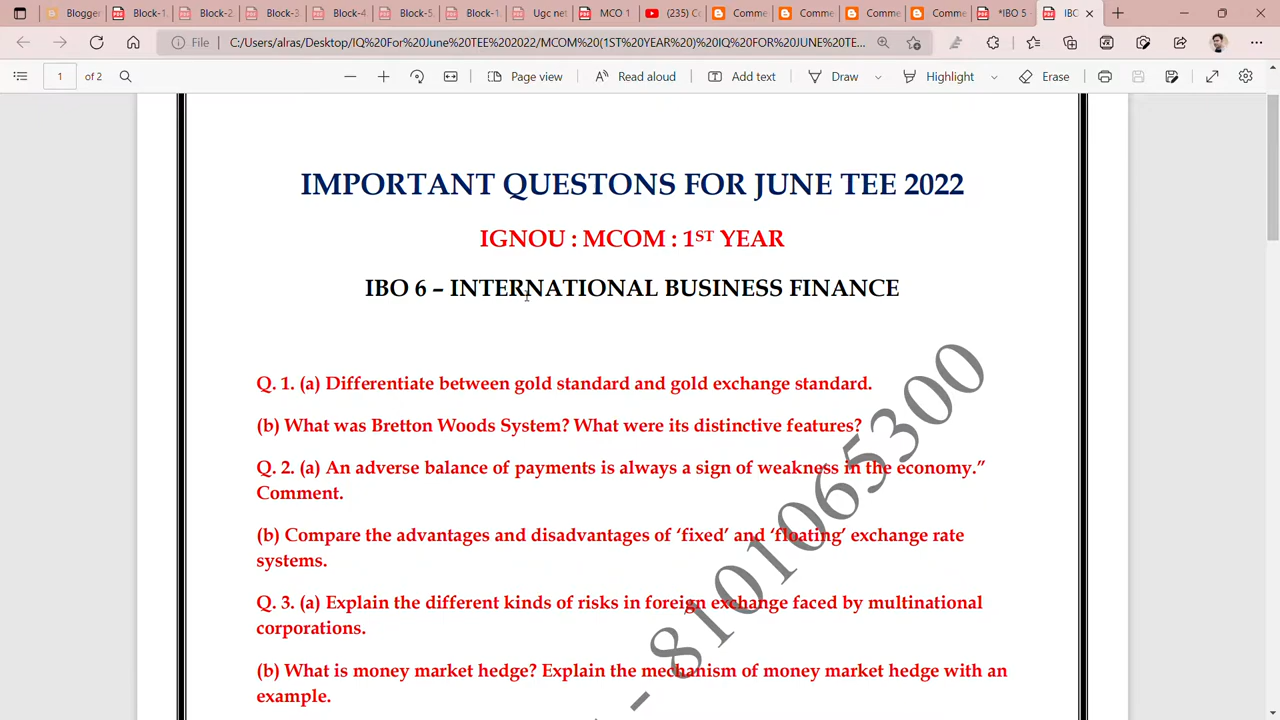 Blogger
Block-1.
Block-2.
Block-3
Block-4.
Block-5.
Block-1.
Ugc net
MCO 1
(235) C
Comme
Comme
Comme
Comme
*IBO 5
IBC
File
C:/Users/alras/Desktop/IQ%20For%20June%20TEE%202022/MCOM%20(1ST%20YEAR%20)%20IQ%20FOR%20JUNE%20TE...
1 of 2
Page view
Read aloud
Add text
Draw
Highlight
Erase
IMPORTANT QUESTONS FOR JUNE TEE 2022
IGNOU : MCOM : 1ST YEAR
IBO 6 – INTERNATIONAL BUSINESS FINANCE
Q. 1. (a) Differentiate between gold standard and gold exchange standard.
(b) What was Bretton Woods System? What were its distinctive features?
Q. 2. (a) An adverse balance of payments is always a sign of weakness in the economy.”
Comment.
(b) Compare the advantages and disadvantages of ‘fixed’ and ‘floating’ exchange rate
systems.
Q. 3. (a) Explain the different kinds of risks in foreign exchange faced by multinational
corporations.
(b) What is money market hedge? Explain the mechanism of money market hedge with an
example.
- 8101065300